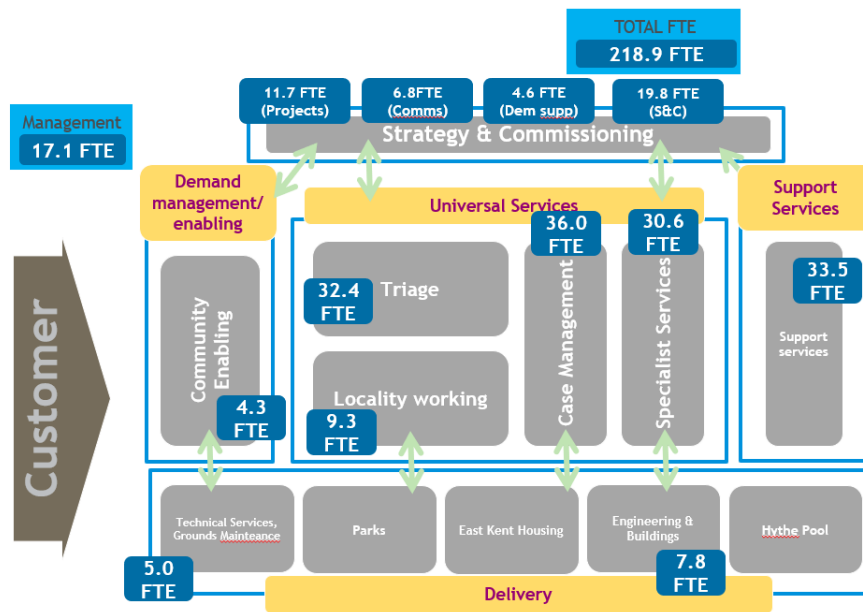 TOTAL FTE
218.9 FTE
11.7 FTE
(Projects)
6.8FTE
(Comms)
4.6 FTE
(Dem supp)
19.8 FTE
(S&C)
Management
17.1 FTE
Strategy & Commissioning
Demand
management/
enabling
Universal Services
Support
Services
36.0
FTE
30.6
FTE
33.5
FTE
Triage
32.4
FTE
Community
Enabling
4.3
FTE
Locality working
9.3
FTE
Case Management
Specialist Services
Support
services
Customer
Technical Services,
Grounds Mainteance
Parks
East Kent Housing
Engineering &
Buildings
Hythe Pool
5.0
FTE
7.8
FTE
Delivery